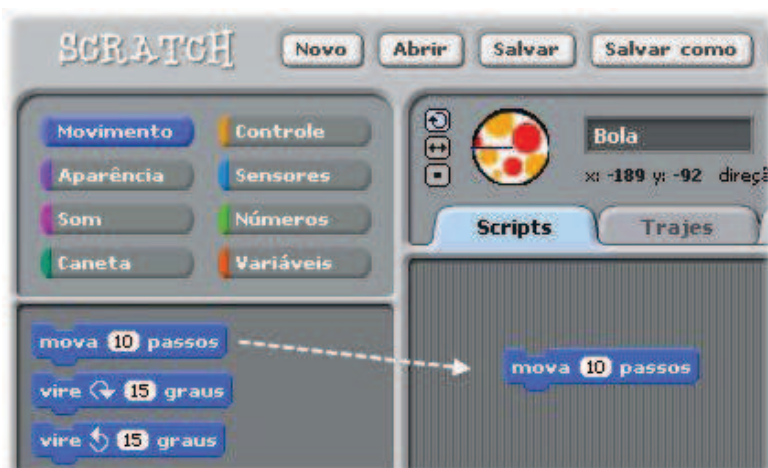 SCRATCH
Novo
Abrir
Salvar
Salvar como
Movimento
Controle
Aparência
Sensores
Som
Números
Caneta
Variáveis
Bola
x: -189 y: -92 direçã
Scripts
Trajes
mova 10 passos
vire 15 graus
vire 15 graus
mova 10 passos